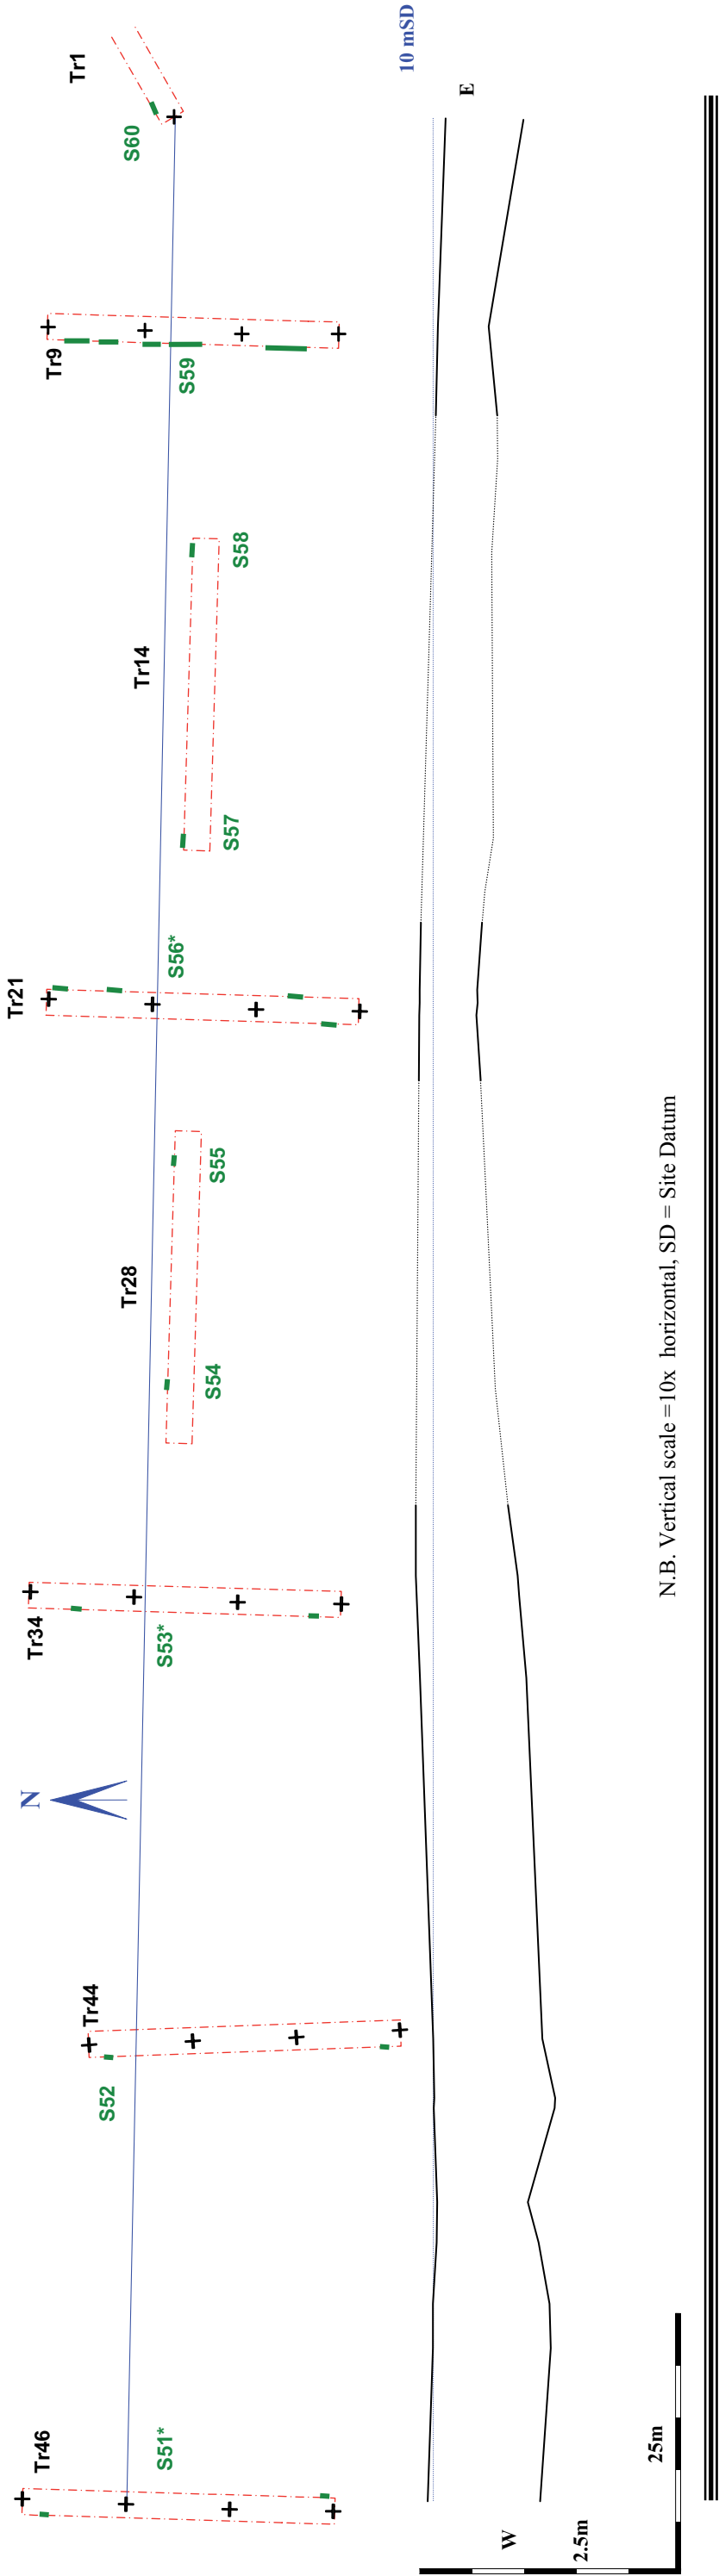 Tr46
Tr44
Tr34
Tr28
Tr21
Tr14
Tr9
Tr1
N
S51*
S52
S53*
S54
S55
S56*
S57
S58
S59
S60
10 mSD
W
E
2.5m
25m
N.B. Vertical scale =10x horizontal, SD = Site Datum